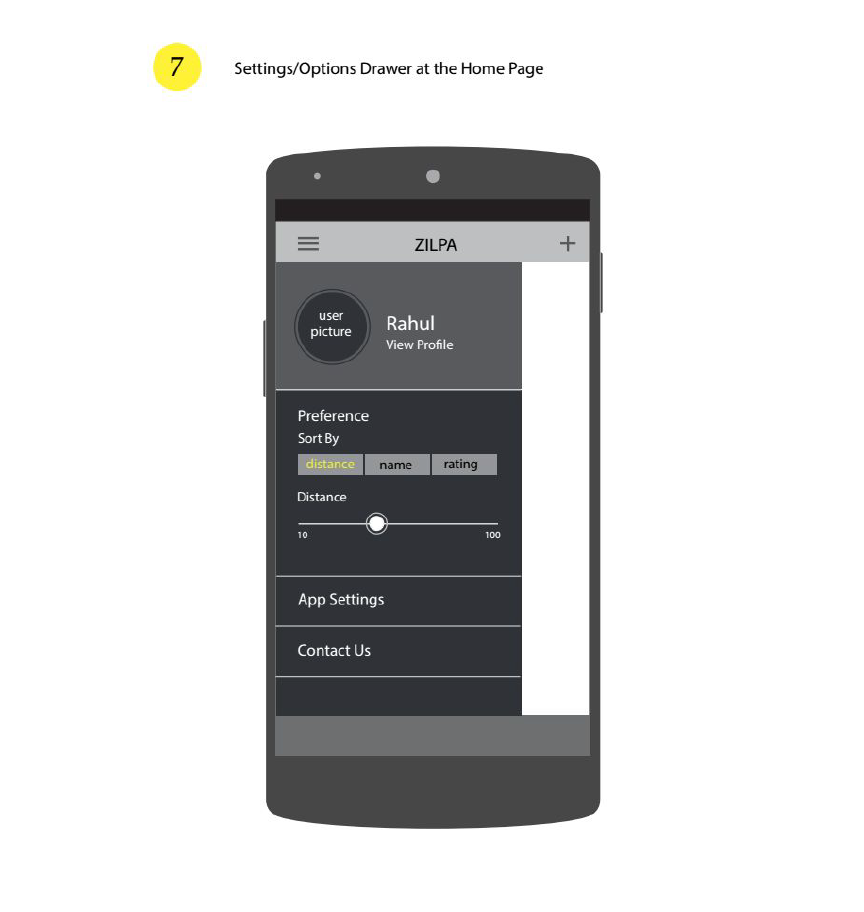 7
Settings/Options Drawer at the Home Page
ZILPA
user
picture
Rahul
View Profile
Preference
Sort By
distance name rating
Distance
10 100
App Settings
Contact Us